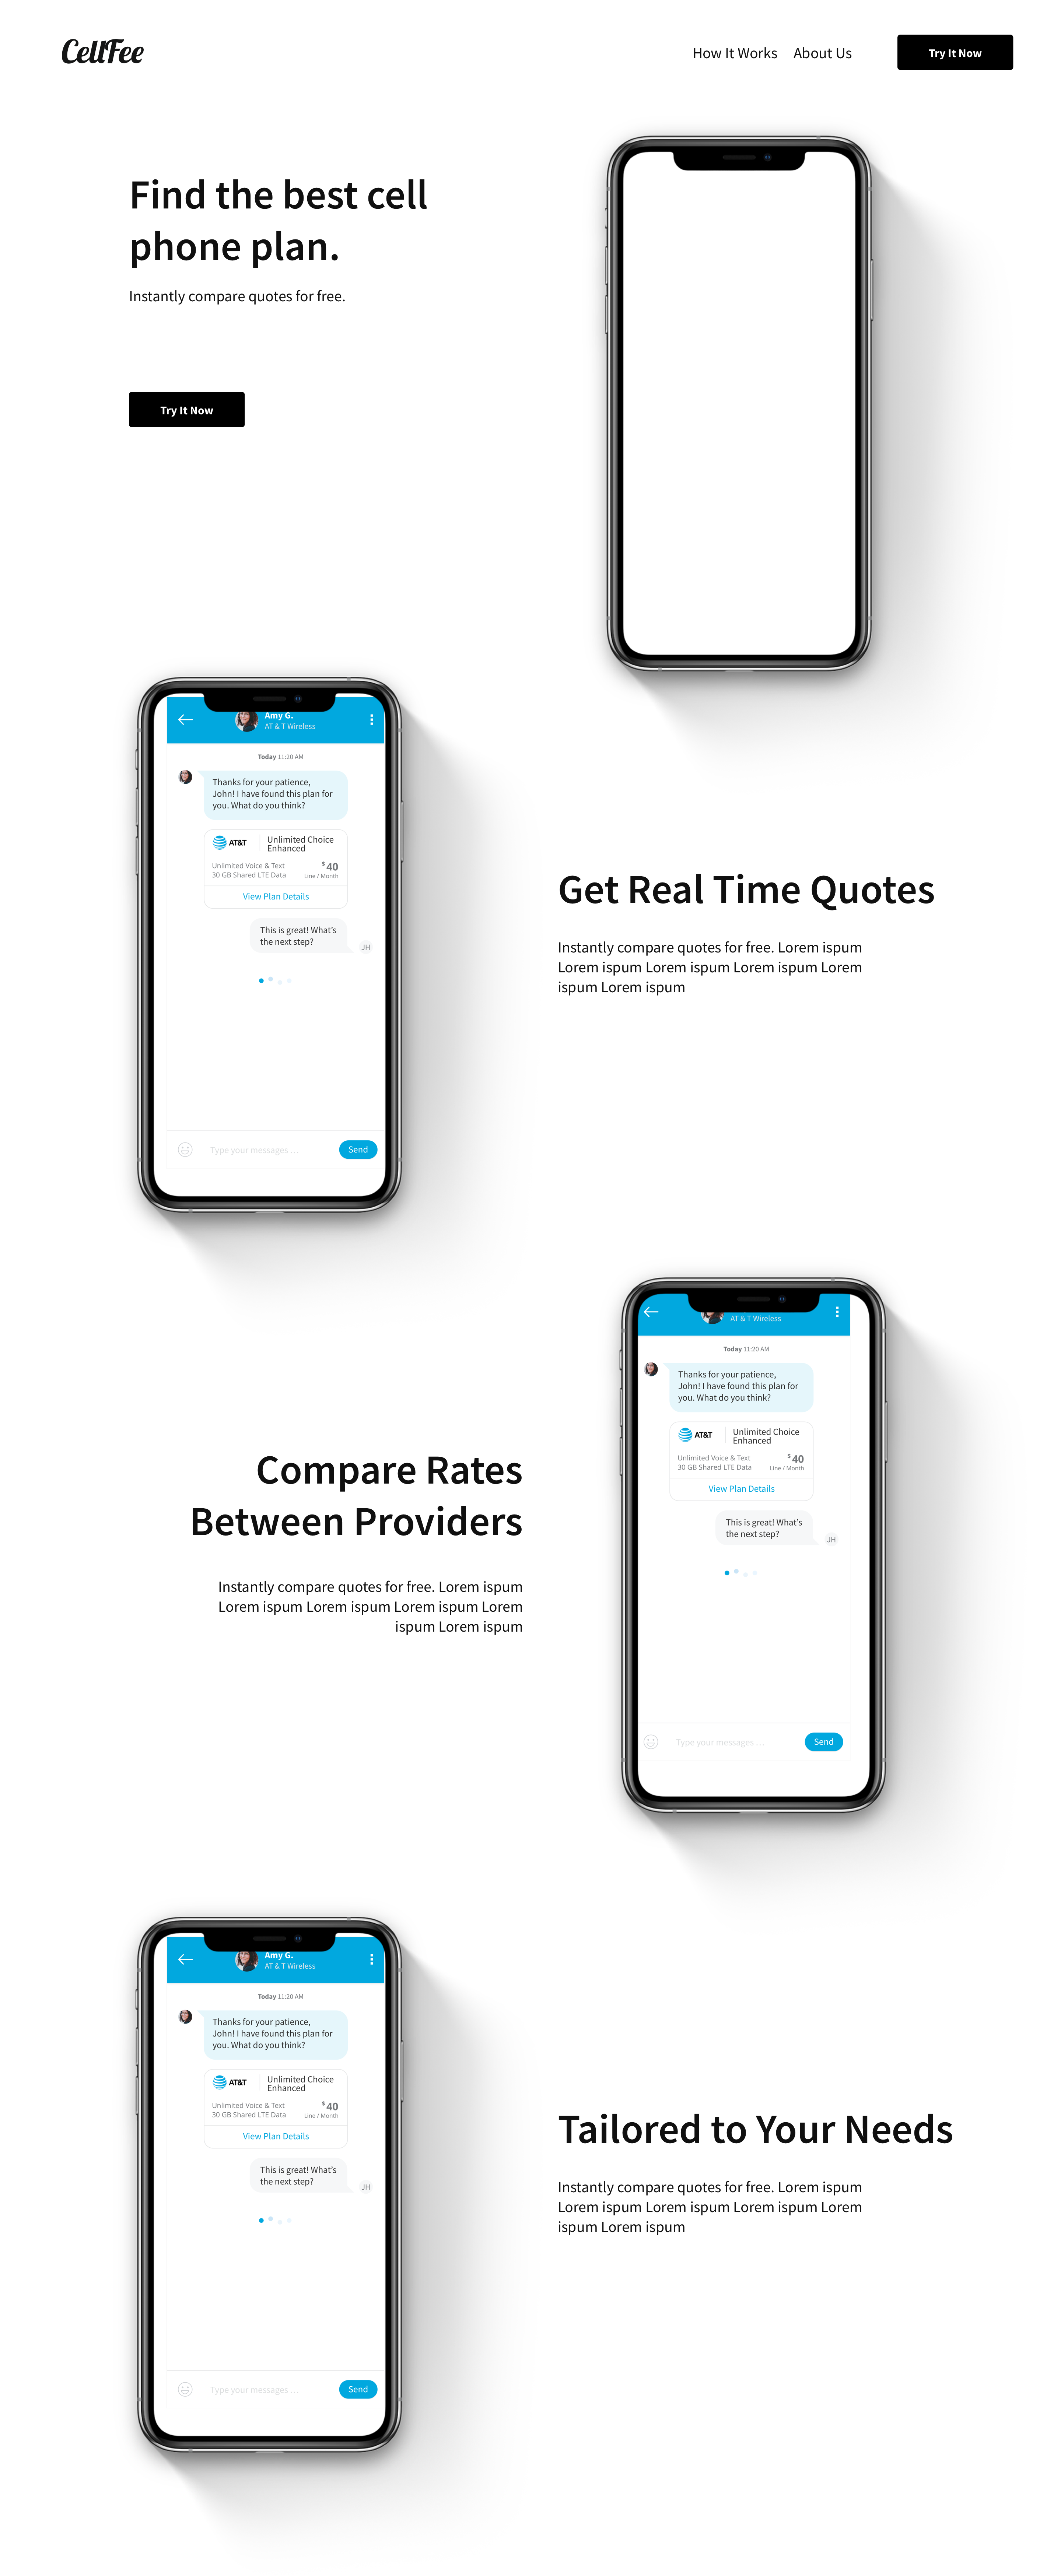 CellFee
How It Works
About Us
Try It Now
Find the best cell
phone plan.
Instantly compare quotes for free.
Try It Now
Amy G.
AT & T Wireless
Today 11:20 AM
Thanks for your patience,
John! I have found this plan for
you. What do you think?
AT&T
Unlimited Choice
Enhanced
Unlimited Voice & Text
30 GB Shared LTE Data
$40
Line / Month
View Plan Details
This is great! What's
the next step?
JH
Type your messages ....
Send
Get Real Time Quotes
Instantly compare quotes for free. Lorem ispum
Lorem ispum Lorem ispum Lorem ispum Lorem
ispum Lorem ispum
Compare Rates
Between Providers
Instantly compare quotes for free. Lorem ispum
Lorem ispum Lorem ispum Lorem ispum Lorem
ispum Lorem ispum
AT & T Wireless
Today 11:20 AM
Thanks for your patience,
John! I have found this plan for
you. What do you think?
AT&T
Unlimited Choice
Enhanced
Unlimited Voice & Text
30 GB Shared LTE Data
$40
Line / Month
View Plan Details
This is great! What's
the next step?
JH
Type your messages ....
Send
Amy G.
AT & T Wireless
Today 11:20 AM
Thanks for your patience,
John! I have found this plan for
you. What do you think?
AT&T
Unlimited Choice
Enhanced
Unlimited Voice & Text
30 GB Shared LTE Data
$40
Line / Month
View Plan Details
This is great! What's
the next step?
JH
Type your messages ....
Send
Tailored to Your Needs
Instantly compare quotes for free. Lorem ispum
Lorem ispum Lorem ispum Lorem ispum Lorem
ispum Lorem ispum